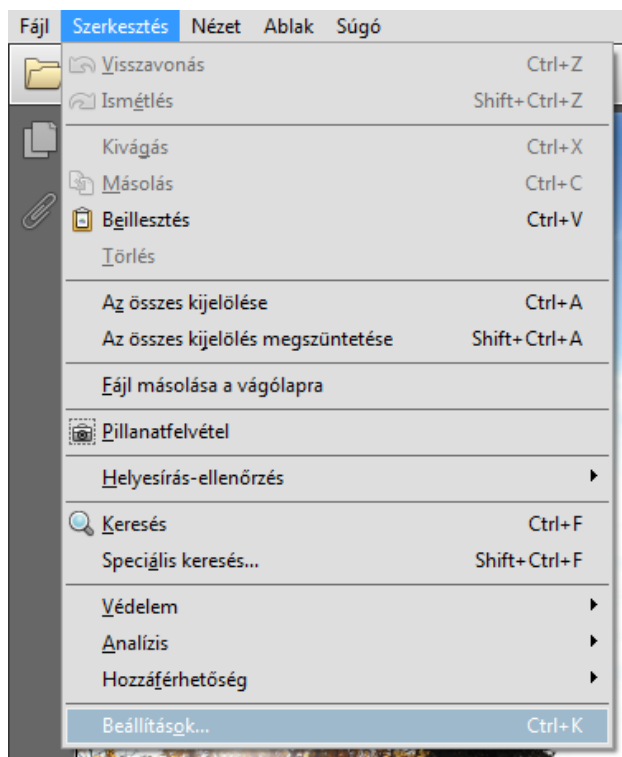 Fájl Szerkesztés Nézet Ablak Súgó
Visszavonás Ctrl+Z
Ismétlés Shift+Ctrl+Z
Kivágás Ctrl+X
Másolás Ctrl+C
Beillesztés Ctrl+V
Törlés
Az összes kijelölése Ctrl+A
Az összes kijelölés megszüntetése Shift+Ctrl+A
Fájl másolása a vágólapra
Pillanatfelvétel
Helyesírás-ellenőrzés
Keresés Ctrl+F
Speciális keresés... Shift+Ctrl+F
Védelem
Analízis
Hozzáférhetőség
Beállítások... Ctrl+K